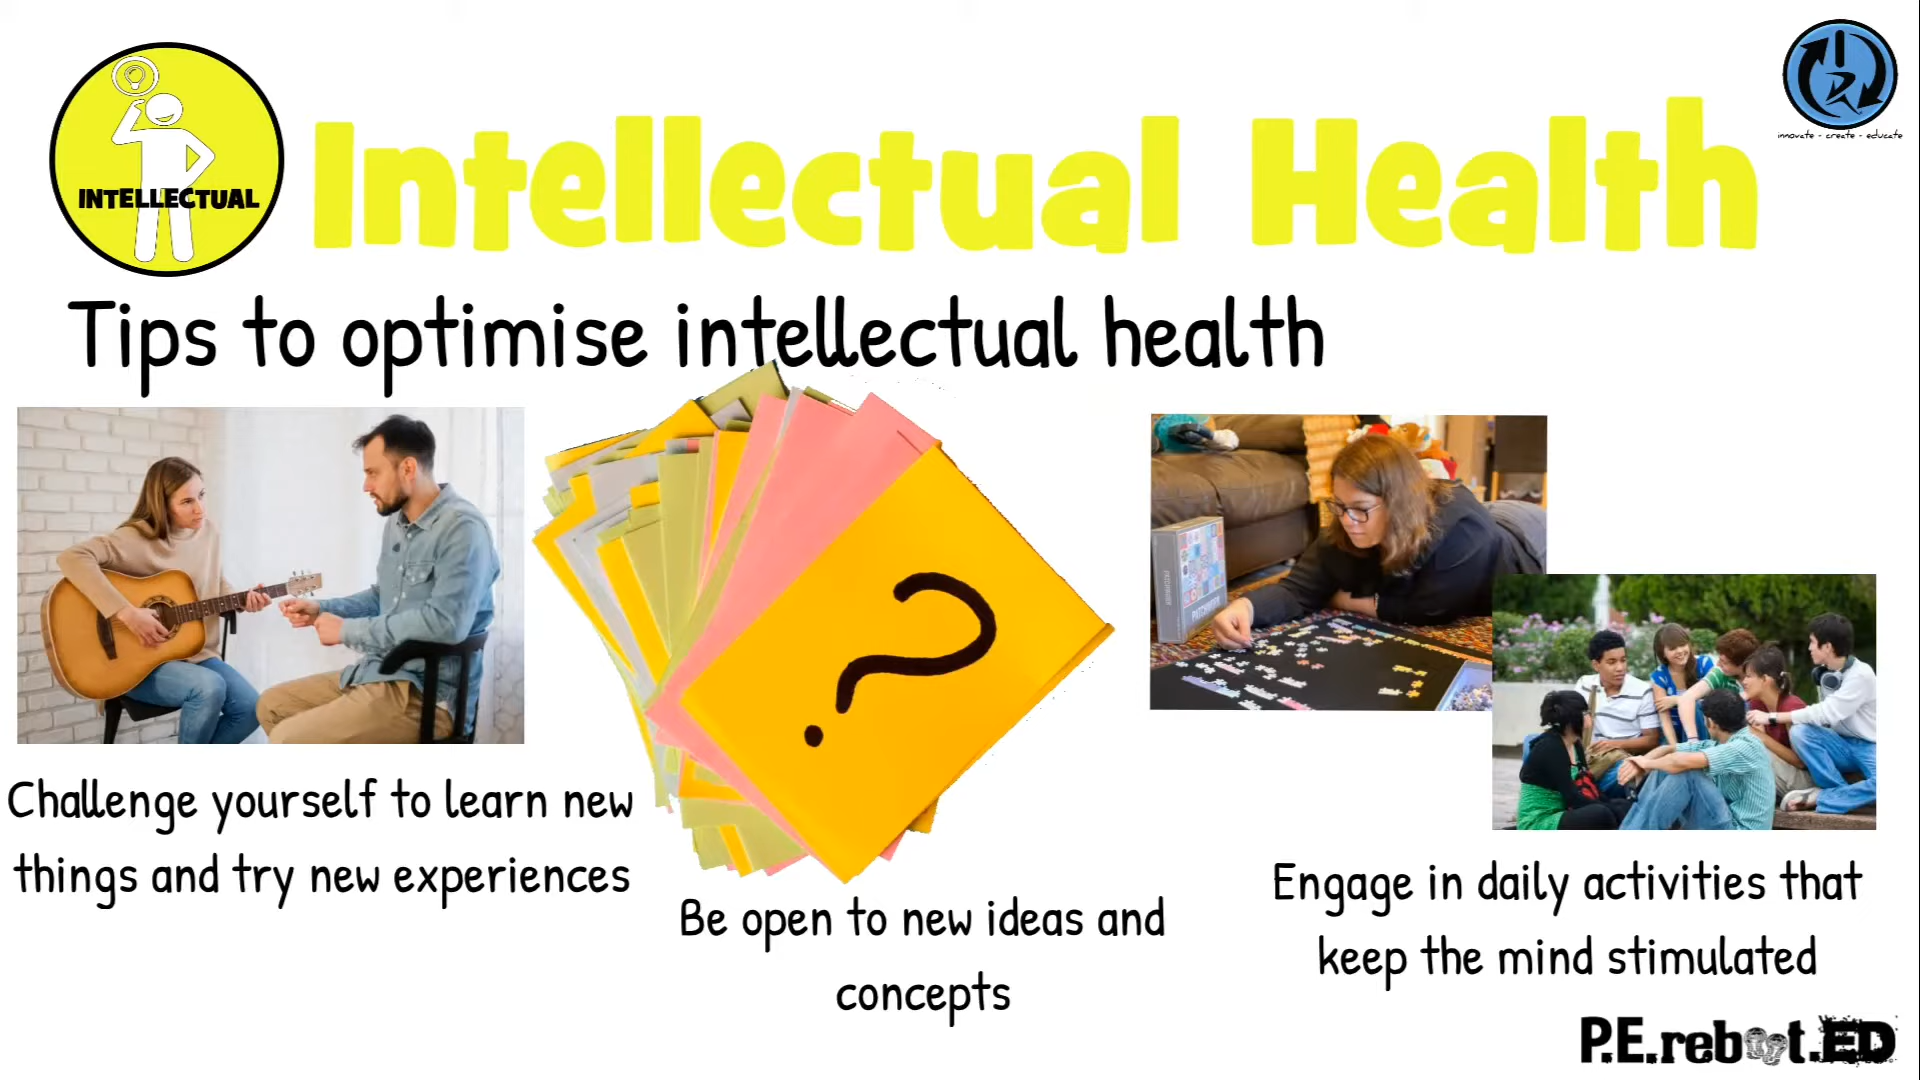 INTELLECTUAL
Intellectual Health
innovate - create - educate
Tips to optimise intellectual health
?
PATCHWORK
Challenge yourself to learn new
things and try new experiences
Be open to new ideas and
concepts
Engage in daily activities that
keep the mind stimulated
P.E.reboot.ED